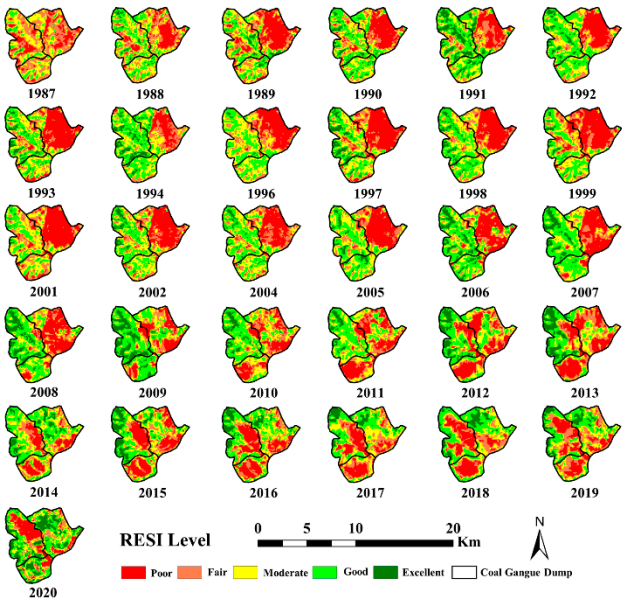 1987 1988 1989 1990 1991 1992
1993 1994 1996 1997 1998 1999
2001 2002 2004 2005 2006 2007
2008 2009 2010 2011 2012 2013
2014 2015 2016 2017 2018 2019
2020
N
0 5 10 20
RESI Level Km
Poor Fair Moderate Good Excellent Coal Gangue Dump